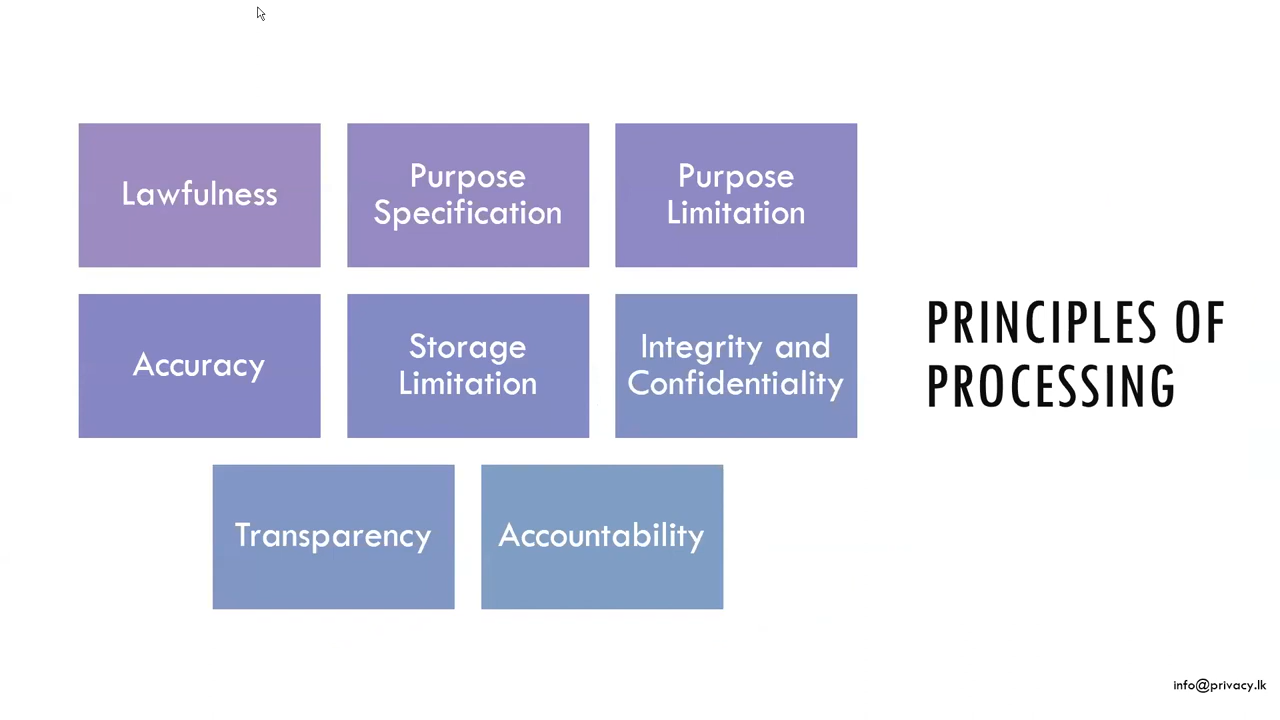 Lawfulness
Purpose
Specification
Purpose
Limitation
Accuracy
Storage
Limitation
Integrity and
Confidentiality
Transparency
Accountability
PRINCIPLES OF
PROCESSING
info@privacy.lk